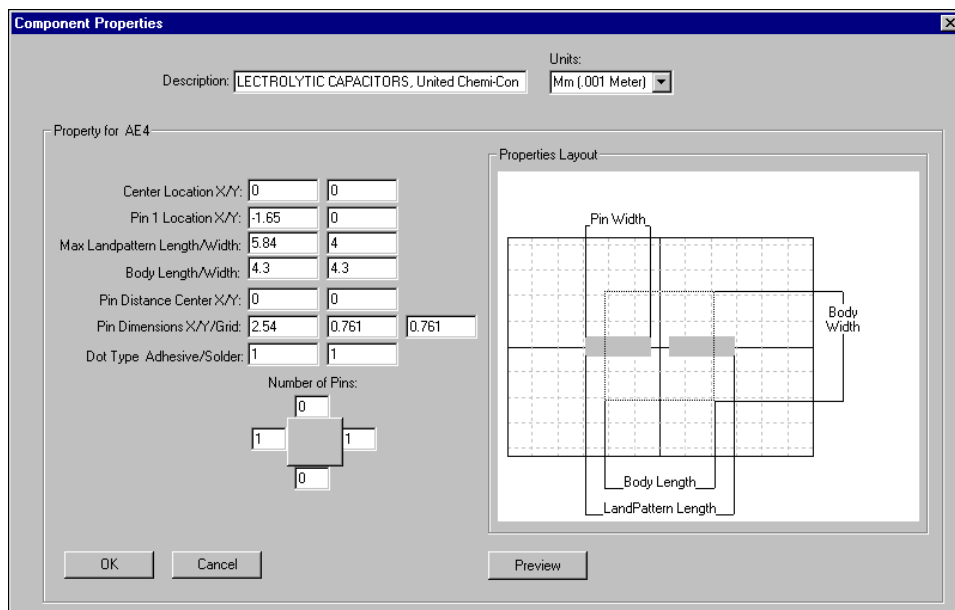 Component Properties
Units:
Description: LECTROLYTIC CAPACITORS, United Chemi-Con Mm (.001 Meter)
Property for AE4
Properties Layout
Center Location X/Y: 0 0
Pin 1 Location X/Y: -1.65 0
Max Landpattern Length/Width: 5.84 4
Body Length/Width: 4.3 4.3
Pin Distance Center X/Y: 0 0
Pin Dimensions X/Y/Grid: 2.54 0.761 0.761
Dot Type Adhesive/Solder: 1 1
Number of Pins:
0
1 1
0
Pin Width
Body
Width
Body Length
LandPattern Length
OK Cancel Preview